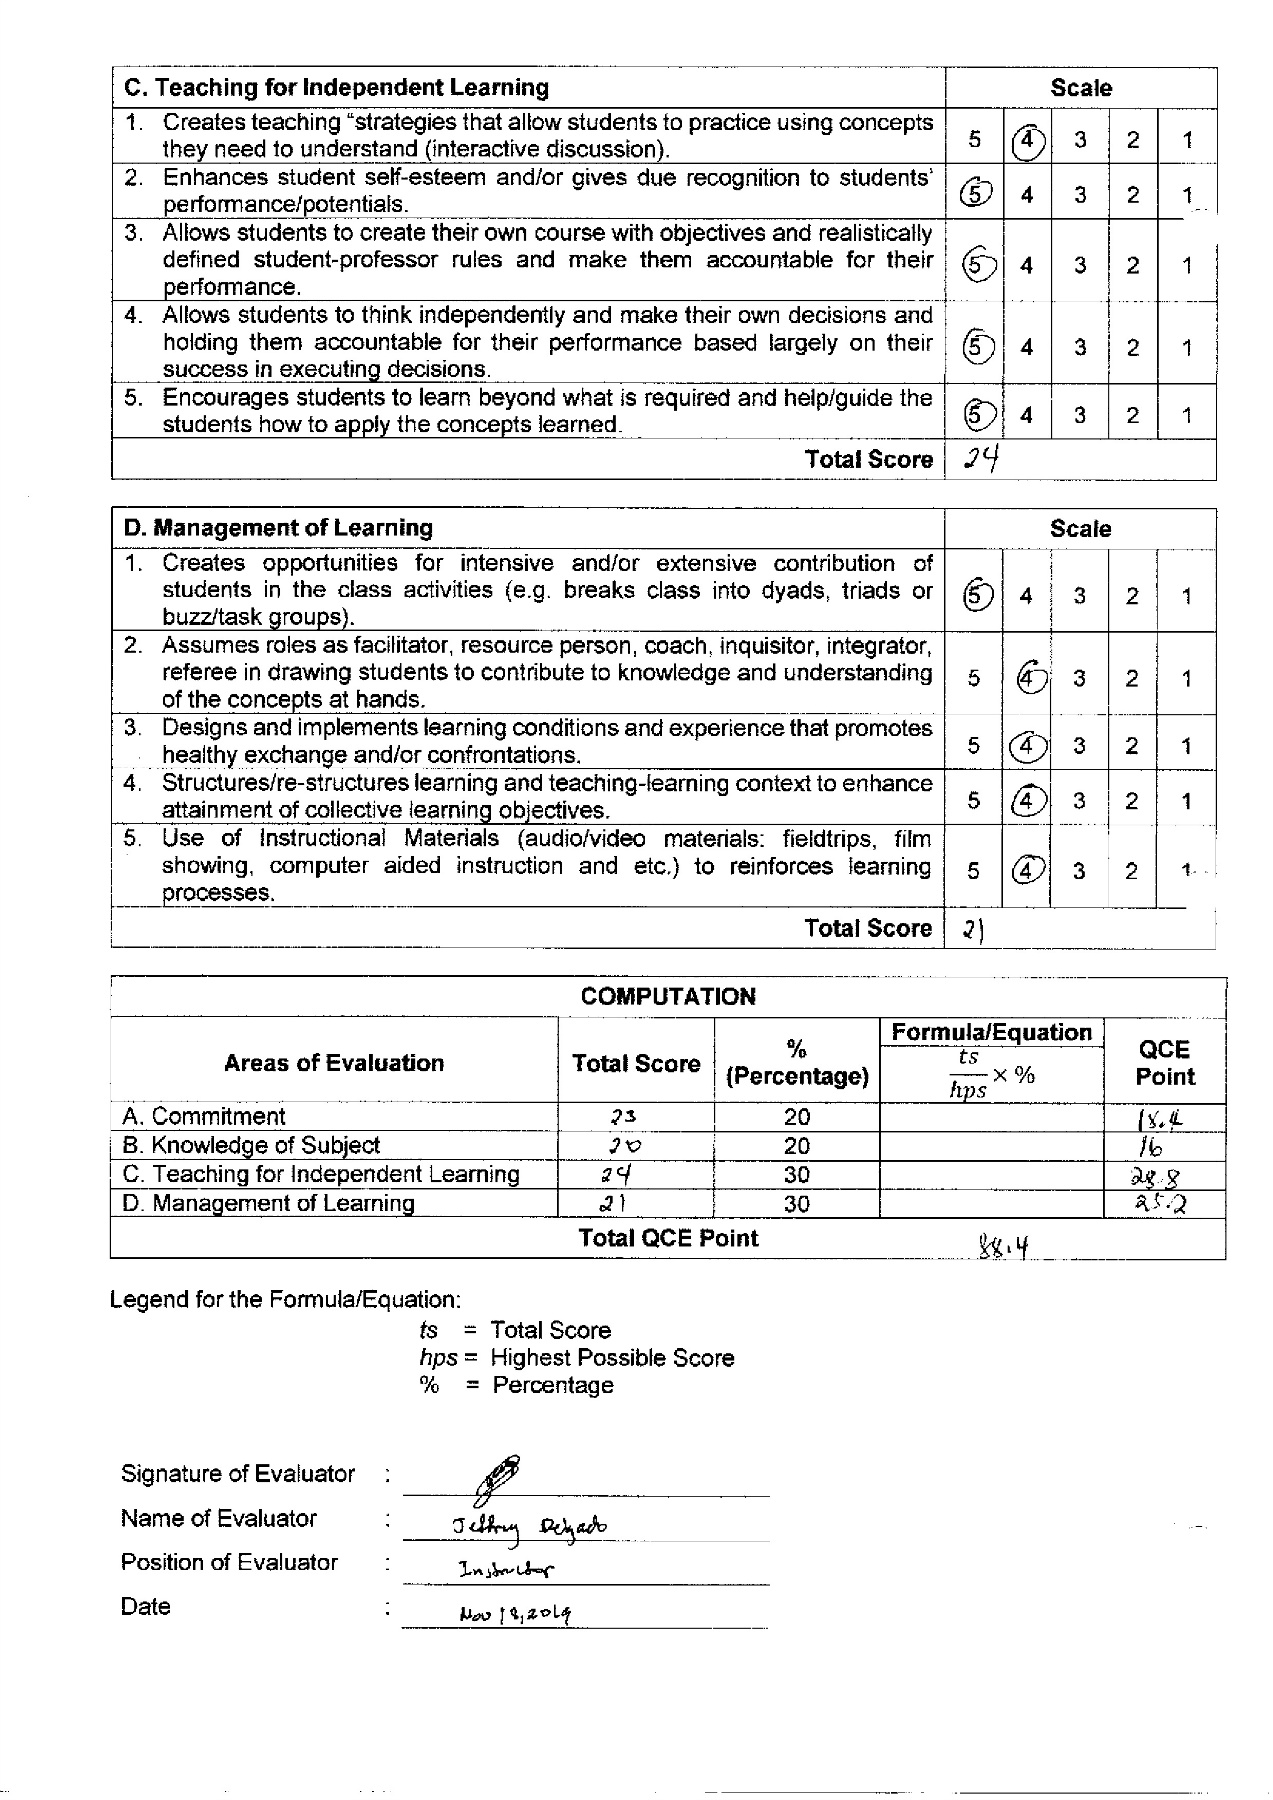 C. Teaching for Independent Learning Scale
1. Creates teaching “strategies that allow students to practice using concepts
they need to understand (interactive discussion). 5 4 3 2 1
2. Enhances student self-esteem and/or gives due recognition to students'
performance/potentials. 5 4 3 2 1
3. Allows students to create their own course with objectives and realistically
defined student-professor rules and make them accountable for their 5 4 3 2 1
performance.
4. Allows students to think independently and make their own decisions and
holding them accountable for their performance based largely on their 5 4 3 2 1
success in executing decisions.
5. Encourages students to learn beyond what is required and help/guide the
students how to apply the concepts learned. 5 4 3 2 1
Total Score 24
D. Management of Learning Scale
1. Creates opportunities for intensive and/or extensive contribution of
students in the class activities (e.g. breaks class into dyads, triads or 5 4 3 2 1
buzz/task groups).
2. Assumes roles as facilitator, resource person, coach, inquisitor, integrator,
referee in drawing students to contribute to knowledge and understanding 5 4 3 2 1
of the concepts at hands.
3. Designs and implements learning conditions and experience that promotes
healthy exchange and/or confrontations. 5 4 3 2 1
4. Structures/re-structures learning and teaching-learning context to enhance
attainment of collective learning objectives. 5 4 3 2 1
5. Use of Instructional Materials (audio/video materials: fieldtrips, film
showing, computer aided instruction and etc.) to reinforces learning 5 4 3 2 1
processes.
Total Score 21
COMPUTATION
Areas of Evaluation Total Score % (Percentage) Formula/Equation ts/hps × % QCE Point
A. Commitment 23 20 18.4
B. Knowledge of Subject 20 20 16
C. Teaching for Independent Learning 24 30 28.8
D. Management of Learning 21 30 25.2
Total QCE Point 88.4
Legend for the Formula/Equation:
ts = Total Score
hps = Highest Possible Score
% = Percentage
Signature of Evaluator :
Name of Evaluator : Jeffrey Delgado
Position of Evaluator : Instructor
Date : Nov 18, 2019